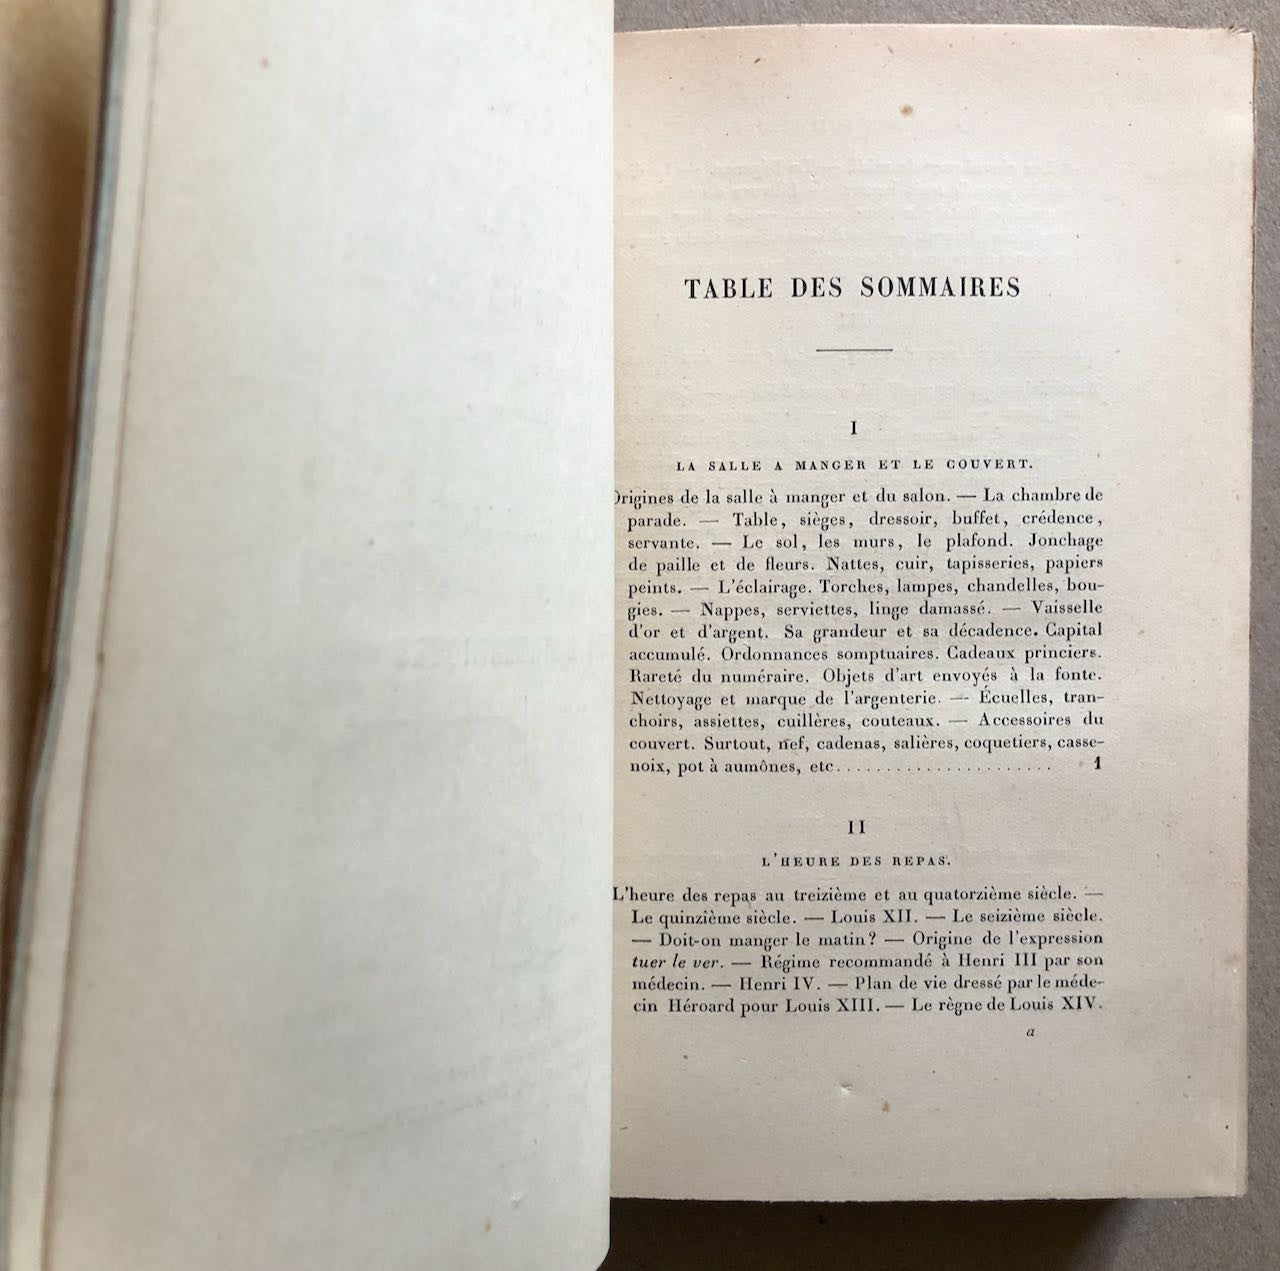 TABLE DES SOMMAIRES
I
LA SALLE A MANGER ET LE COUVERT.
Origines de la salle à manger et du salon. — La chambre de
parade. — Table, sièges, dressoir, buffet, crédence,
servante. — Le sol, les murs, le plafond. Jonchage
de paille et de fleurs. Nattes, cuir, tapisseries, papiers
peints. — L'éclairage. Torches, lampes, chandelles, bou-
gies. — Nappes, serviettes, linge damassé. — Vaisselle
d'or et d'argent. Sa grandeur et sa décadence. Capital
accumulé. Ordonnances somptuaires. Cadeaux princiers.
Rareté du numéraire. Objets d'art envoyés à la fonte.
Nettoyage et marque de l'argenterie. — Écuelles, tran-
choirs, assiettes, cuillères, couteaux. — Accessoires du
couvert. Surtout, nef, cadenas, salières, coquetiers, casse-
noix, pot à aumônes, etc...................... 1
II
L'HEURE DES REPAS.
L'heure des repas au treizième et au quatorzième siècle. —
Le quinzième siècle. — Louis XII. — Le seizième siècle.
— Doit-on manger le matin? — Origine de l'expression
tuer le ver. — Régime recommandé à Henri III par son
médecin. — Henri IV. — Plan de vie dressé par le méde-
cin Héroard pour Louis XIII. — Le règne de Louis XIV.
a